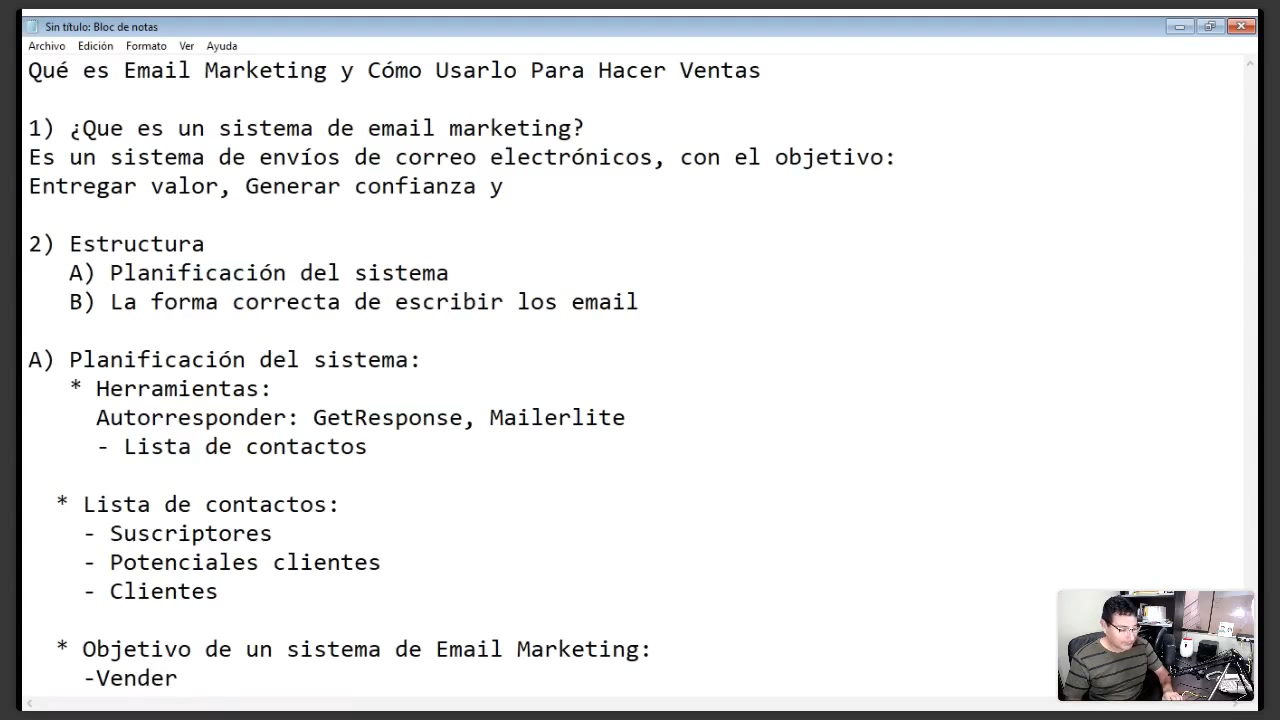 Sin título: Bloc de notas
Archivo Edición Formato Ver Ayuda
Qué es Email Marketing y Cómo Usarlo Para Hacer Ventas
1) ¿Que es un sistema de email marketing?
Es un sistema de envíos de correo electrónicos, con el objetivo:
Entregar valor, Generar confianza y
2) Estructura
A) Planificación del sistema
B) La forma correcta de escribir los email
A) Planificación del sistema:
* Herramientas:
Autorresponder: GetResponse, Mailerlite
- Lista de contactos
* Lista de contactos:
- Suscriptores
- Potenciales clientes
- Clientes
* Objetivo de un sistema de Email Marketing:
-Vender